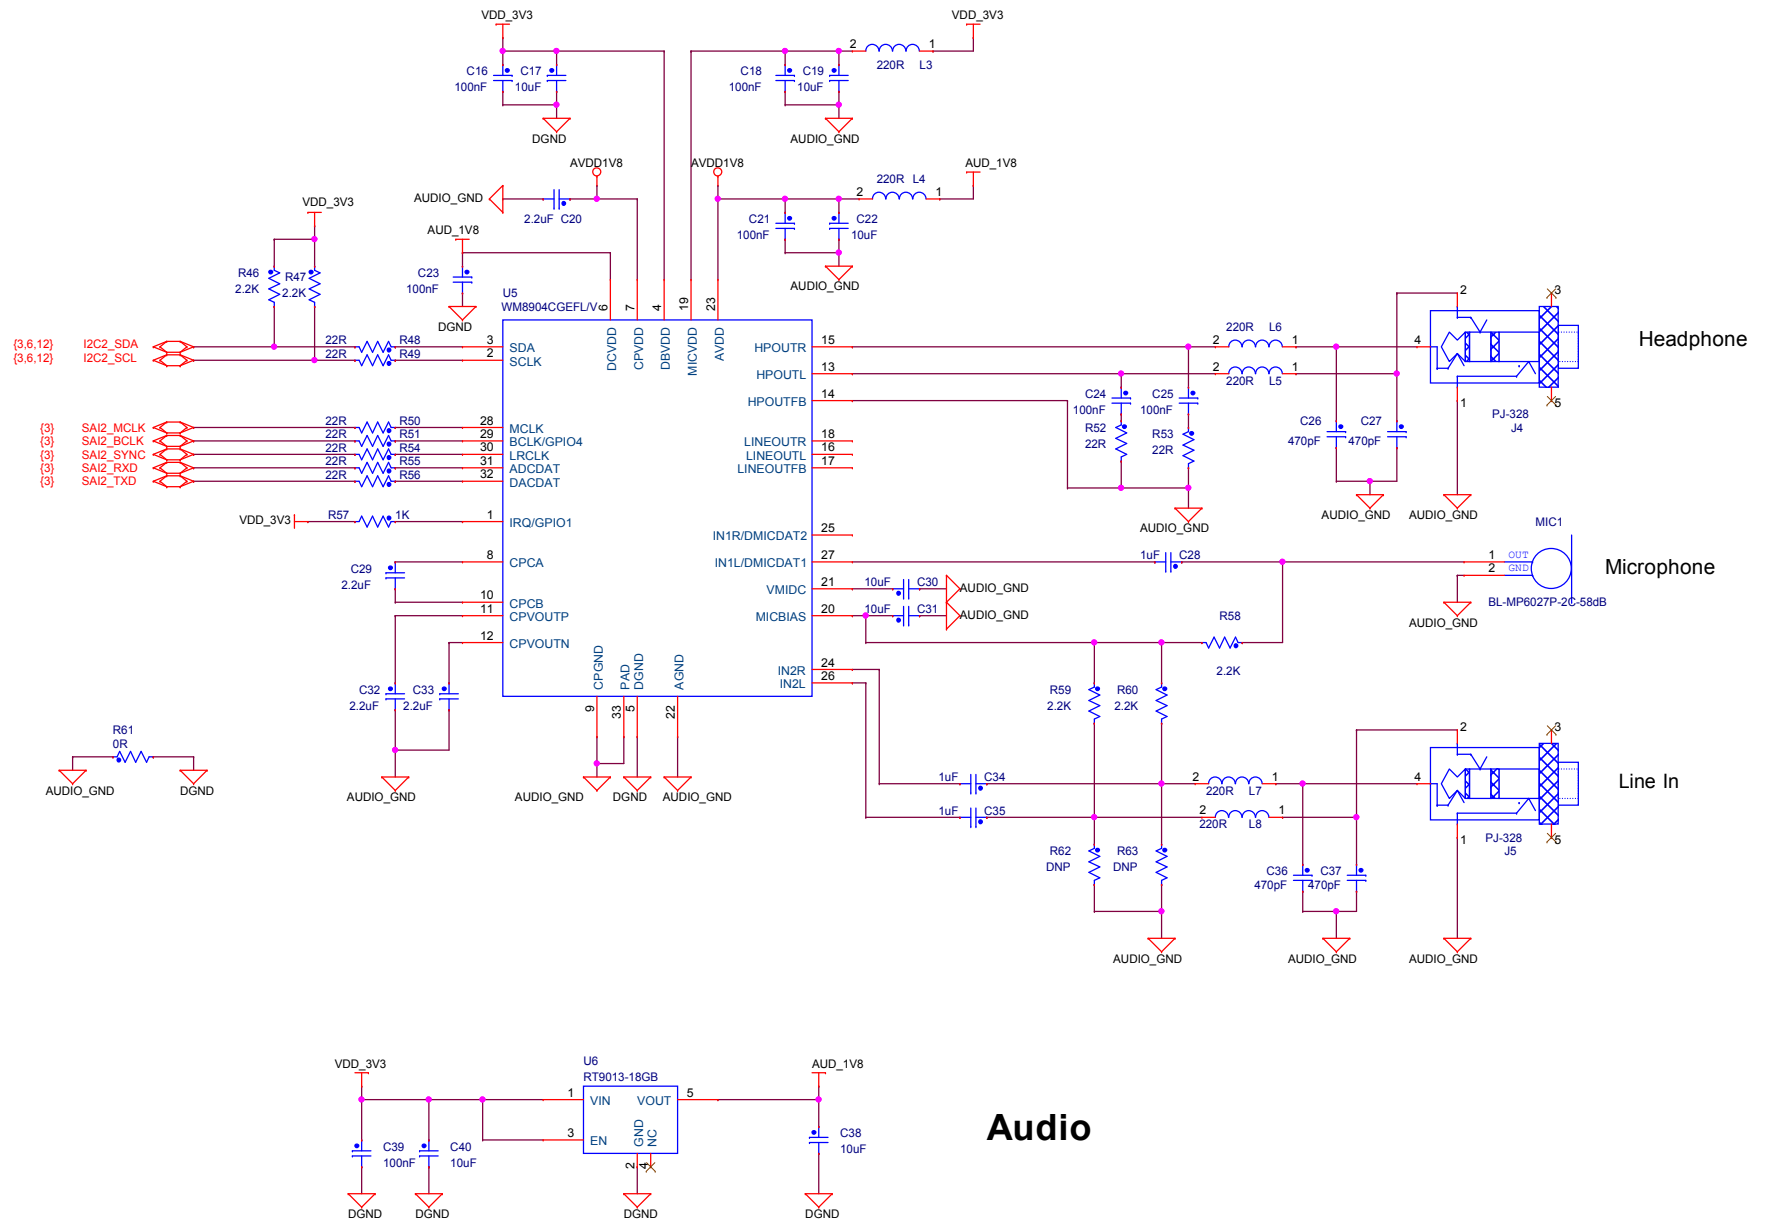 VDD_3V3
VDD_3V3
C16
100nF
C17
10uF
C18
100nF
C19
10uF
2
1
220R L3
DGND
AUDIO_GND
AVDD1V8
AVDD1V8
AUD_1V8
AUDIO_GND
2.2uF C20
220R L4
2
1
C21
100nF
C22
10uF
AUDIO_GND
VDD_3V3
AUD_1V8
R46
2.2K
R47
2.2K
C23
100nF
DGND
U5
WM8904CGEFL/V
6
7
4
19
23
DCVDD
CPVDD
DBVDD
MICVDD
AVDD
{3,6,12} I2C2_SDA 22R R48 3 SDA
{3,6,12} I2C2_SCL 22R R49 2 SCLK
{3} SAI2_MCLK 22R R50 28 MCLK
{3} SAI2_BCLK 22R R51 29 BCLK/GPIO4
{3} SAI2_SYNC 22R R54 30 LRCLK
{3} SAI2_RXD 22R R55 31 ADCDAT
{3} SAI2_TXD 22R R56 32 DACDAT
VDD_3V3 R57 1K 1 IRQ/GPIO1
8 CPCA
C29
2.2uF
10 CPCB
11 CPVOUTP
12 CPVOUTN
C32
2.2uF
C33
2.2uF
AUDIO_GND
CPGND
PAD
DGND
AGND
9
33
5
22
AUDIO_GND
DGND
AUDIO_GND
R61
0R
AUDIO_GND
DGND
HPOUTR 15
HPOUTL 13
HPOUTFB 14
LINEOUTR 18
LINEOUTL 16
LINEOUTFB 17
IN1R/DMICDAT2 25
IN1L/DMICDAT1 27
VMIDC 21
MICBIAS 20
IN2R 24
IN2L 26
220R L6
2
1
2
1
220R L5
C24
100nF
C25
100nF
R52
22R
R53
22R
AUDIO_GND
C26
470pF
C27
470pF
AUDIO_GND
AUDIO_GND
2
3
4
1
5
PJ-328
J4
Headphone
1uF C28
10uF C30 AUDIO_GND
10uF C31 AUDIO_GND
MIC1
1 OUT
2 GND
BL-MP6027P-2C-58dB
AUDIO_GND
Microphone
R58
2.2K
R59
2.2K
R60
2.2K
1uF C34
1uF C35
2
1
220R L7
2
1
220R L8
R62
DNP
R63
DNP
C36
470pF
C37
470pF
AUDIO_GND
AUDIO_GND
AUDIO_GND
2
3
4
1
5
PJ-328
J5
Line In
VDD_3V3
U6
RT9013-18GB
AUD_1V8
1 VIN
VOUT 5
3 EN
GND
NC
2
4
C39
100nF
C40
10uF
C38
10uF
DGND
DGND
DGND
DGND
Audio